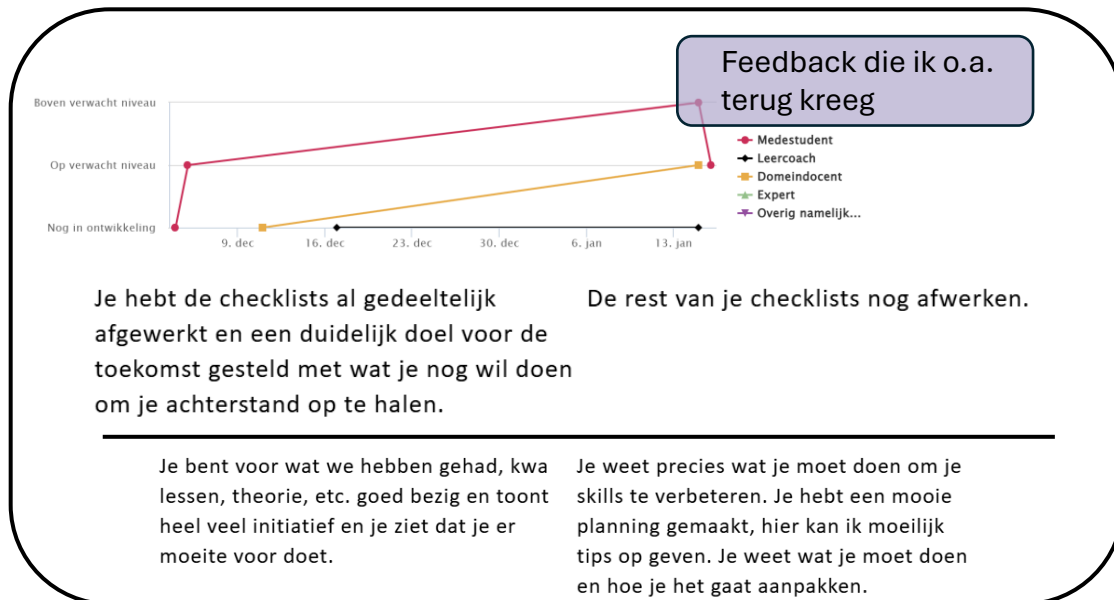 Feedback die ik o.a.
terug kreeg
Boven verwacht niveau
Op verwacht niveau
Nog in ontwikkeling
9. dec
16. dec
23. dec
30. dec
6. jan
13. jan
Medestudent
Leercoach
Domeindocent
Expert
Overig namelijk...
Je hebt de checklists al gedeeltelijk
afgewerkt en een duidelijk doel voor de
toekomst gesteld met wat je nog wil doen
om je achterstand op te halen.
De rest van je checklists nog afwerken.
Je bent voor wat we hebben gehad, kwa
lessen, theorie, etc. goed bezig en toont
heel veel initiatief en je ziet dat je er
moeite voor doet.
Je weet precies wat je moet doen om je
skills te verbeteren. Je hebt een mooie
planning gemaakt, hier kan ik moeilijk
tips op geven. Je weet wat je moet doen
en hoe je het gaat aanpakken.